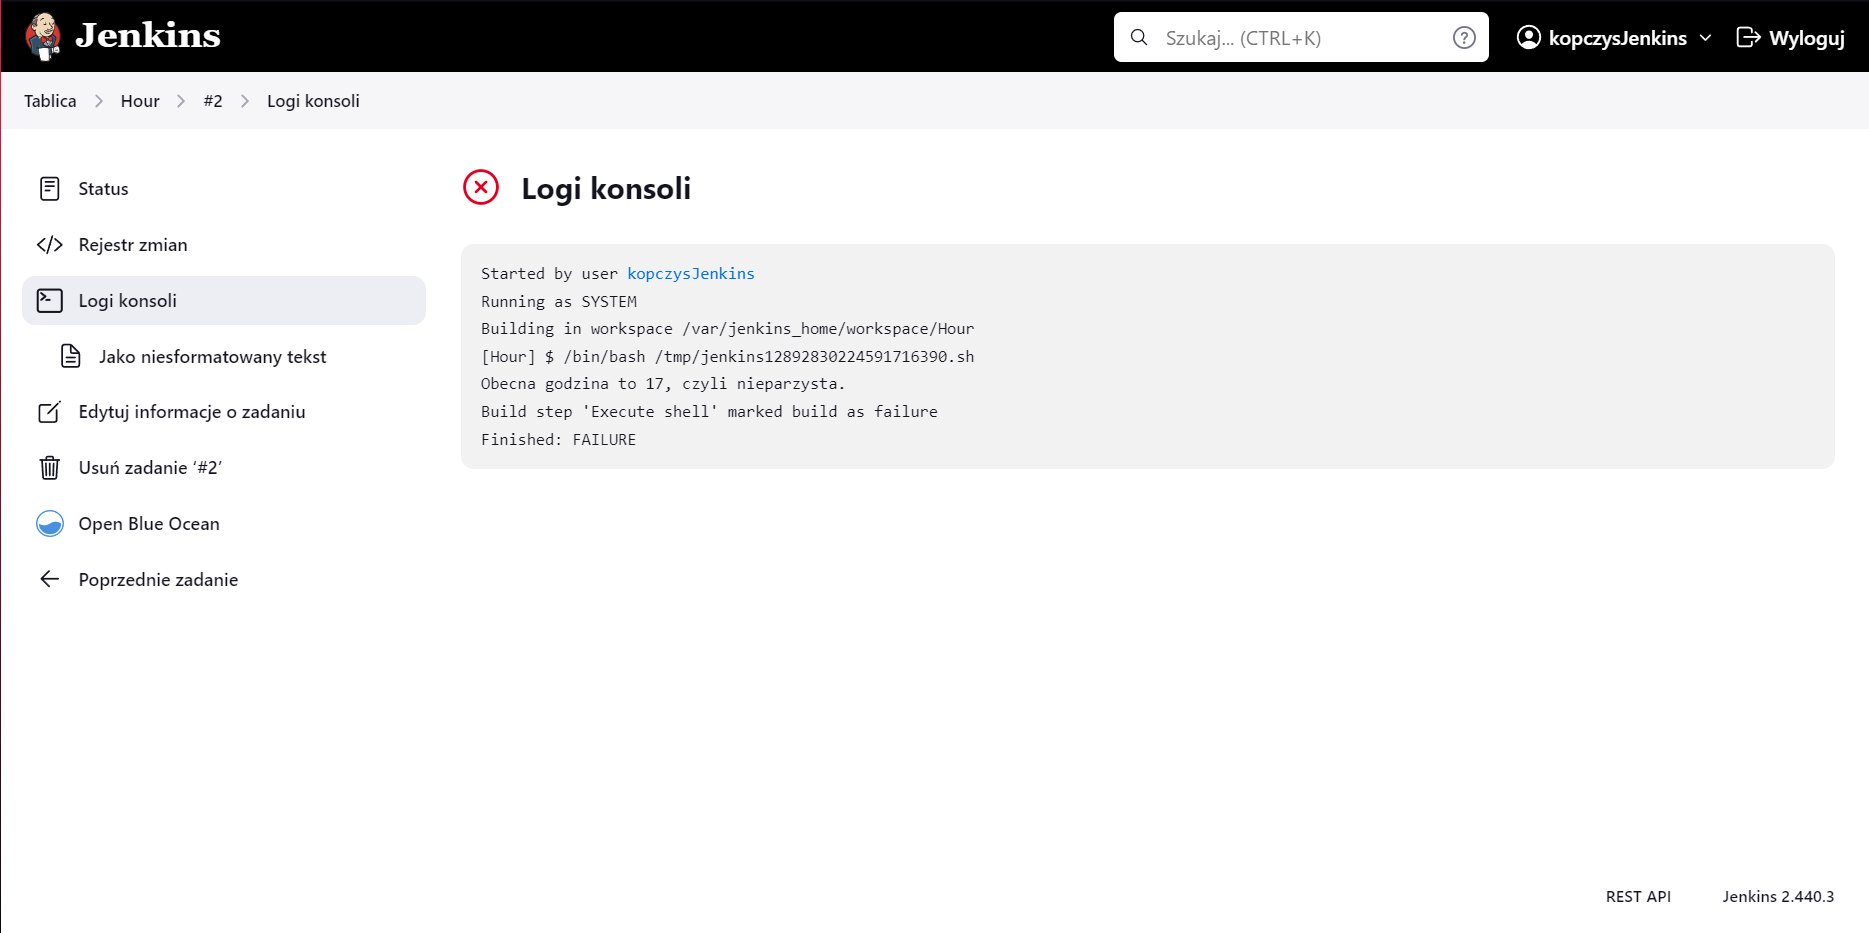 Jenkins
Szukaj... (CTRL+K)
kopczysJenkins
Wyloguj
Tablica > Hour > #2 > Logi konsoli
Status
Rejestr zmian
Logi konsoli
Jako niesformatowany tekst
Edytuj informacje o zadaniu
Usuń zadanie ‘#2’
Open Blue Ocean
Poprzednie zadanie
Logi konsoli
Started by user kopczysJenkins
Running as SYSTEM
Building in workspace /var/jenkins_home/workspace/Hour
[Hour] $ /bin/bash /tmp/jenkins12892830224591716390.sh
Obecna godzina to 17, czyli nieparzysta.
Build step 'Execute shell' marked build as failure
Finished: FAILURE
REST API
Jenkins 2.440.3